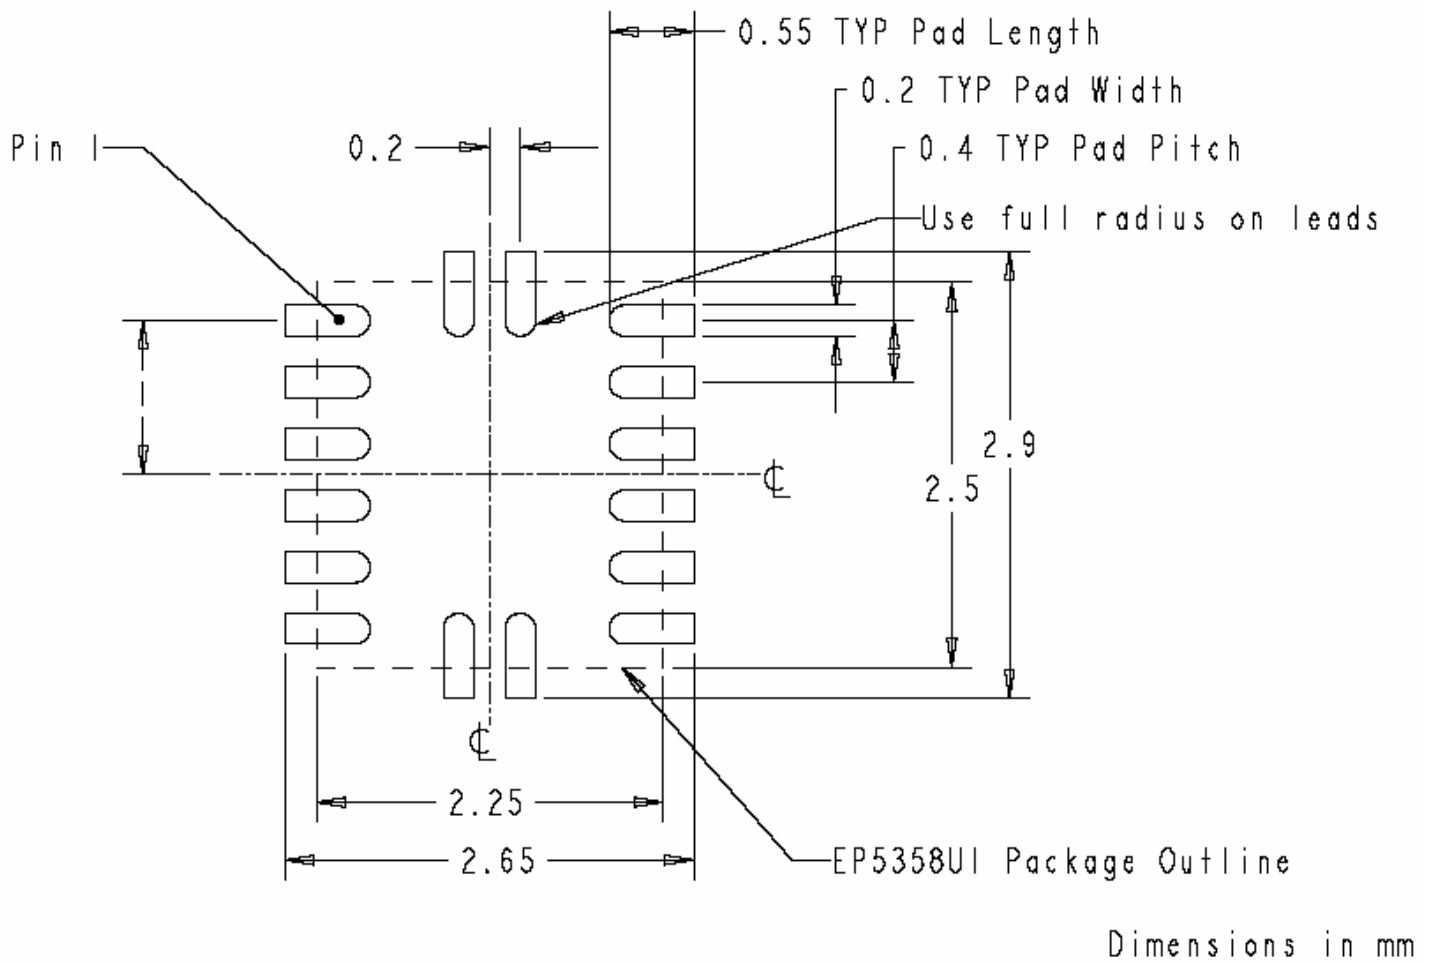 0.55 TYP Pad Length
0.2 TYP Pad Width
Pin 1
0.2
0.4 TYP Pad Pitch
Use full radius on leads
2.9
2.5
℄
℄
2.25
2.65
EP5358UI Package Outline
Dimensions in mm